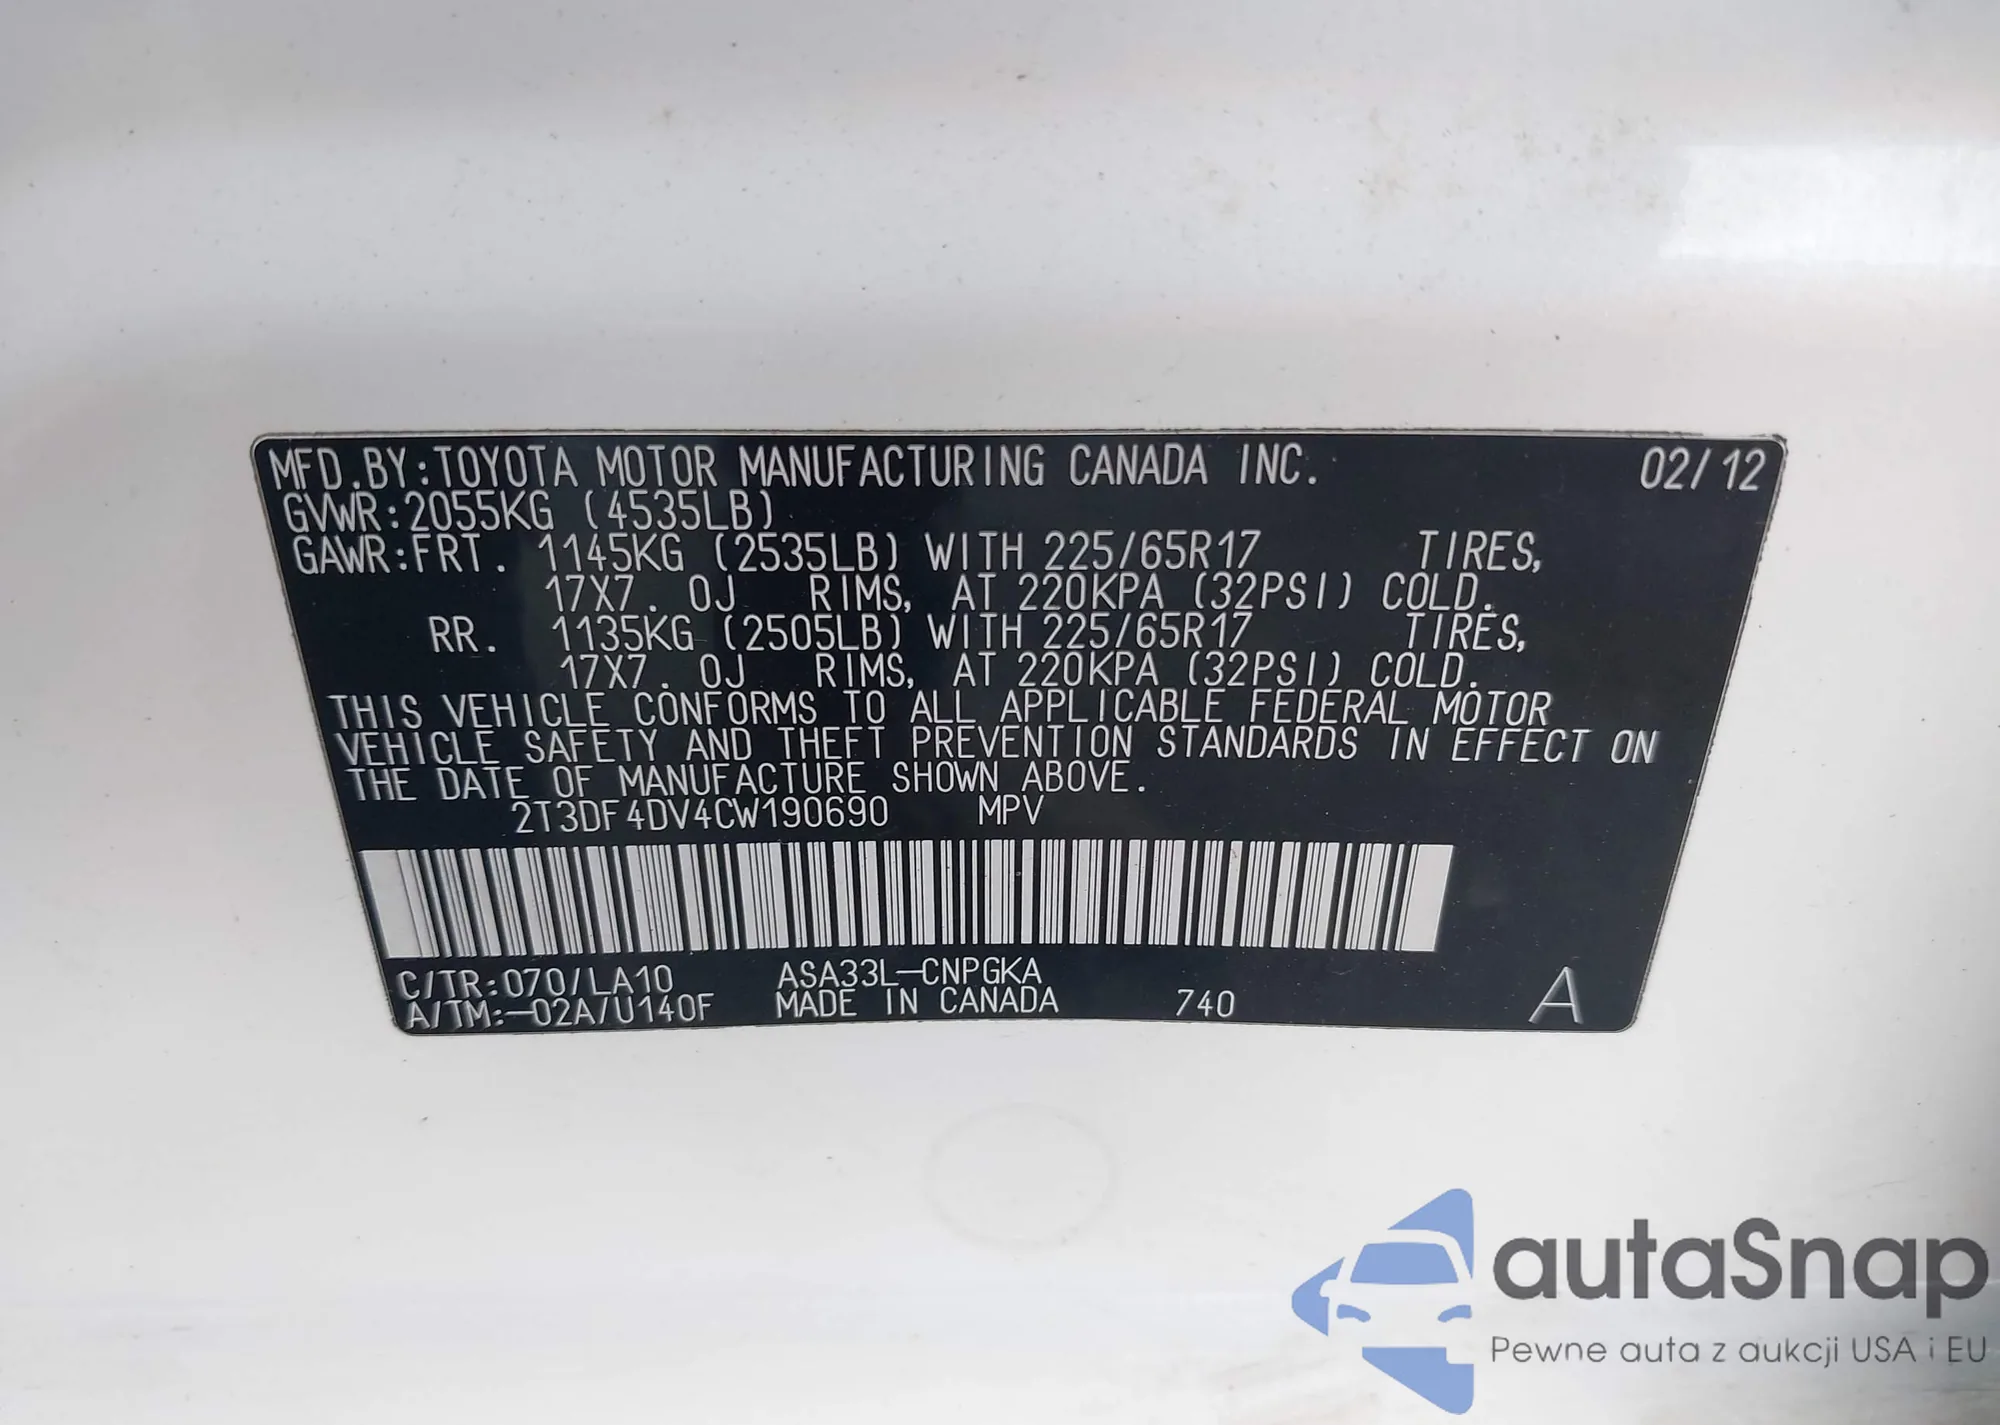 MFD.BY:TOYOTA MOTOR MANUFACTURING CANADA INC. 02/12
GVWR:2055KG (4535LB)
GAWR:FRT. 1145KG (2535LB) WITH 225/65R17 TIRES,
17X7.0J RIMS, AT 220KPA (32PSI) COLD.
RR. 1135KG (2505LB) WITH 225/65R17 TIRES,
17X7.0J RIMS, AT 220KPA (32PSI) COLD.
THIS VEHICLE CONFORMS TO ALL APPLICABLE FEDERAL MOTOR
VEHICLE SAFETY AND THEFT PREVENTION STANDARDS IN EFFECT ON
THE DATE OF MANUFACTURE SHOWN ABOVE.
2T3DF4DV4CW190690 MPV
C/TR:070/LA10 ASA33L-CNPGKA
A/TM:-02A/U140F MADE IN CANADA 740 A
autaSnap
Pewne auta z aukcji USA i EU